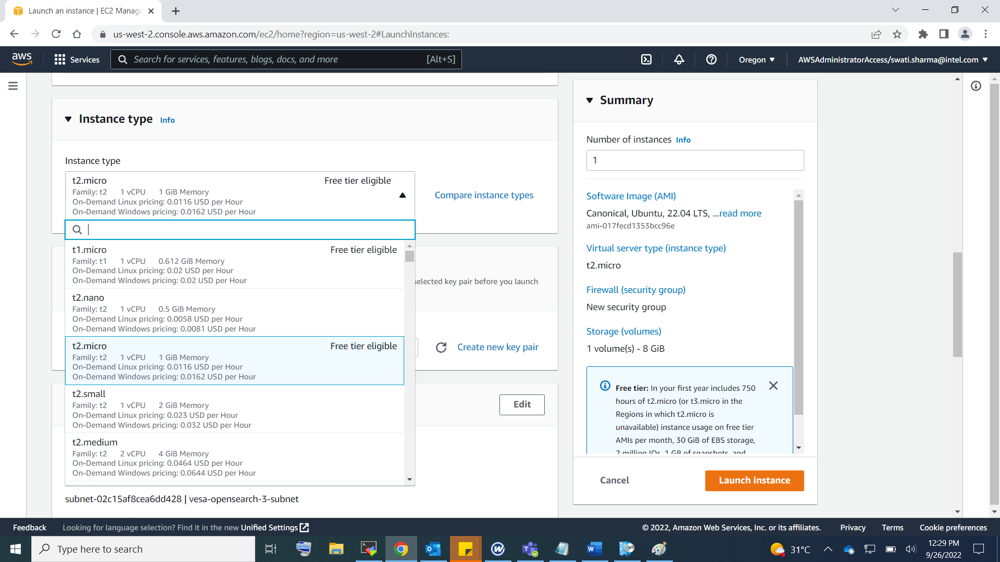 Launch an instance | EC2 Manage
us-west-2.console.aws.amazon.com/ec2/home?region=us-west-2#LaunchInstances:
aws
Services
Search for services, features, blogs, docs, and more
[Alt+S]
Oregon
AWSAdministratorAccess/swati.sharma@intel.com
Instance type Info
Instance type
t2.micro Free tier eligible
Family: t2 1 vCPU 1 GiB Memory
On-Demand Linux pricing: 0.0116 USD per Hour
On-Demand Windows pricing: 0.0162 USD per Hour
Compare instance types
t1.micro Free tier eligible
Family: t1 1 vCPU 0.612 GiB Memory
On-Demand Linux pricing: 0.02 USD per Hour
On-Demand Windows pricing: 0.02 USD per Hour
selected key pair before you launch
t2.nano
Family: t2 1 vCPU 0.5 GiB Memory
On-Demand Linux pricing: 0.0058 USD per Hour
On-Demand Windows pricing: 0.0081 USD per Hour
t2.micro Free tier eligible
Family: t2 1 vCPU 1 GiB Memory
On-Demand Linux pricing: 0.0116 USD per Hour
On-Demand Windows pricing: 0.0162 USD per Hour
Create new key pair
t2.small
Family: t2 1 vCPU 2 GiB Memory
On-Demand Linux pricing: 0.023 USD per Hour
On-Demand Windows pricing: 0.032 USD per Hour
Edit
t2.medium
Family: t2 2 vCPU 4 GiB Memory
On-Demand Linux pricing: 0.0464 USD per Hour
On-Demand Windows pricing: 0.0644 USD per Hour
subnet-02c15af8cea6dd428 | vesa-opensearch-3-subnet
Summary
Number of instances Info
1
Software Image (AMI)
Canonical, Ubuntu, 22.04 LTS, ...read more
ami-017fecd1353bcc96e
Virtual server type (instance type)
t2.micro
Firewall (security group)
New security group
Storage (volumes)
1 volume(s) - 8 GiB
Free tier: In your first year includes 750
hours of t2.micro (or t3.micro in the
Regions in which t2.micro is
unavailable) instance usage on free tier
AMIs per month, 30 GiB of EBS storage,
2 million IOs, 1 GB of snapshots, and
Cancel
Launch instance
Feedback
Looking for language selection? Find it in the new Unified Settings
© 2022, Amazon Web Services, Inc. or its affiliates.
Privacy
Terms
Cookie preferences
Type here to search
31°C
12:29 PM
9/26/2022